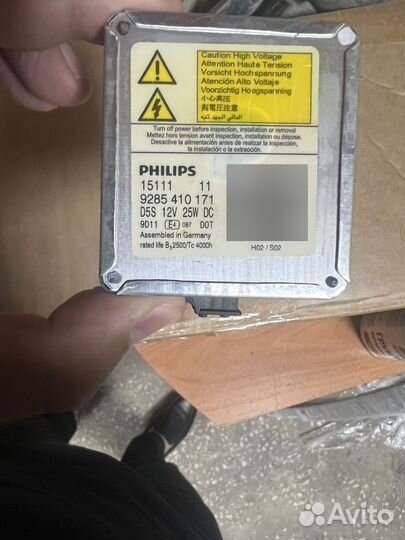 Caution High Voltage
Attention Haute Tension
Vorsicht Hochspannung
Atención Alto Voltaje
Voorzichtig Hoogspanning
小心高压
高電圧注意
Turn off power before inspection, installation or removal
Mettez hors tension avant inspection, installation ou dépose.
Desactive la alimentación antes de realizar la inspección,
la instalación o la extracción.
PHILIPS
15111 11
9285 410 171
D5S 12V 25W DC
9D11 E4 087 DOT
Assembled in Germany
rated life B3 2500/Tc 4000h
H02 / S02
Avito